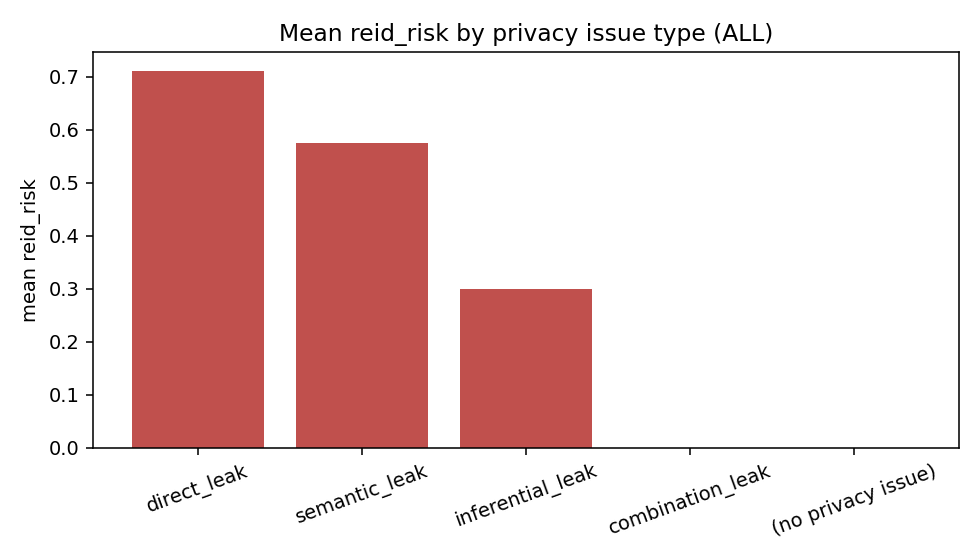 Mean reid_risk by privacy issue type (ALL)
mean reid_risk
0.7
0.6
0.5
0.4
0.3
0.2
0.1
0.0
direct_leak
semantic_leak
inferential_leak
combination_leak
(no privacy issue)